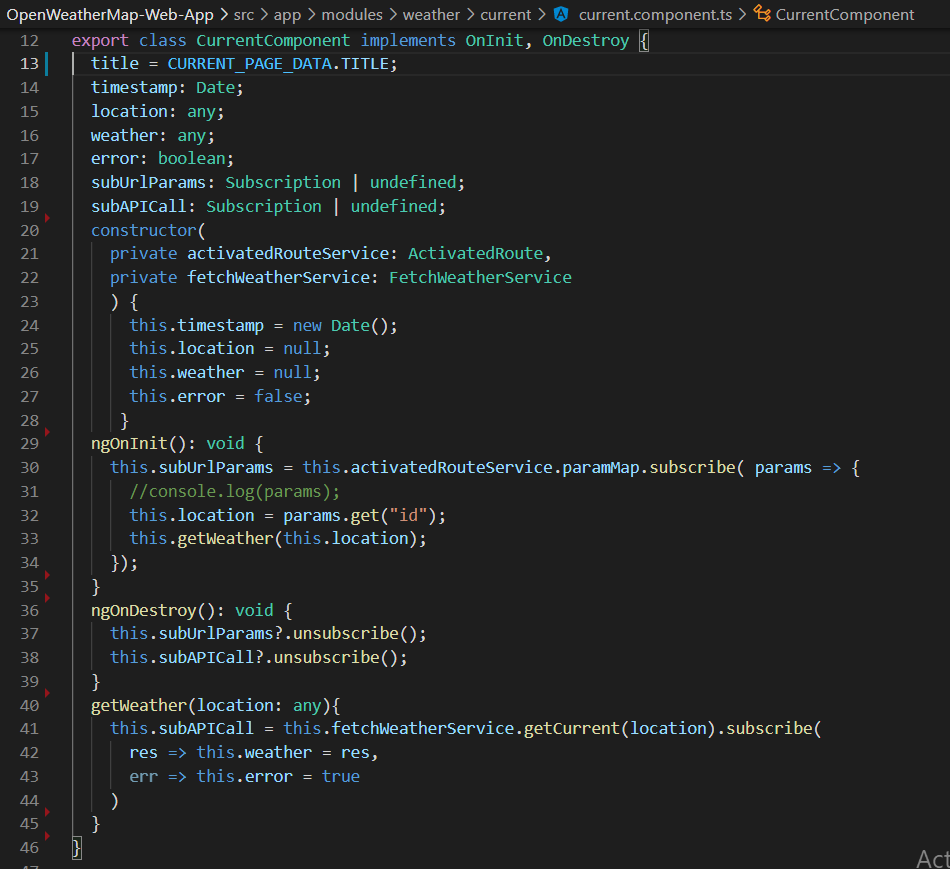 OpenWeatherMap-Web-App > src > app > modules > weather > current > current.component.ts > CurrentComponent
12 export class CurrentComponent implements OnInit, OnDestroy {
13   title = CURRENT_PAGE_DATA.TITLE;
14   timestamp: Date;
15   location: any;
16   weather: any;
17   error: boolean;
18   subUrlParams: Subscription | undefined;
19   subAPICall: Subscription | undefined;
20   constructor(
21     private activatedRouteService: ActivatedRoute,
22     private fetchWeatherService: FetchWeatherService
23     ) {
24       this.timestamp = new Date();
25       this.location = null;
26       this.weather = null;
27       this.error = false;
28      }
29   ngOnInit(): void {
30     this.subUrlParams = this.activatedRouteService.paramMap.subscribe( params => {
31       //console.log(params);
32       this.location = params.get("id");
33       this.getWeather(this.location);
34     });
35   }
36   ngOnDestroy(): void {
37     this.subUrlParams?.unsubscribe();
38     this.subAPICall?.unsubscribe();
39   }
40   getWeather(location: any){
41     this.subAPICall = this.fetchWeatherService.getCurrent(location).subscribe(
42       res => this.weather = res,
43       err => this.error = true
44     )
45   }
46 }
Act